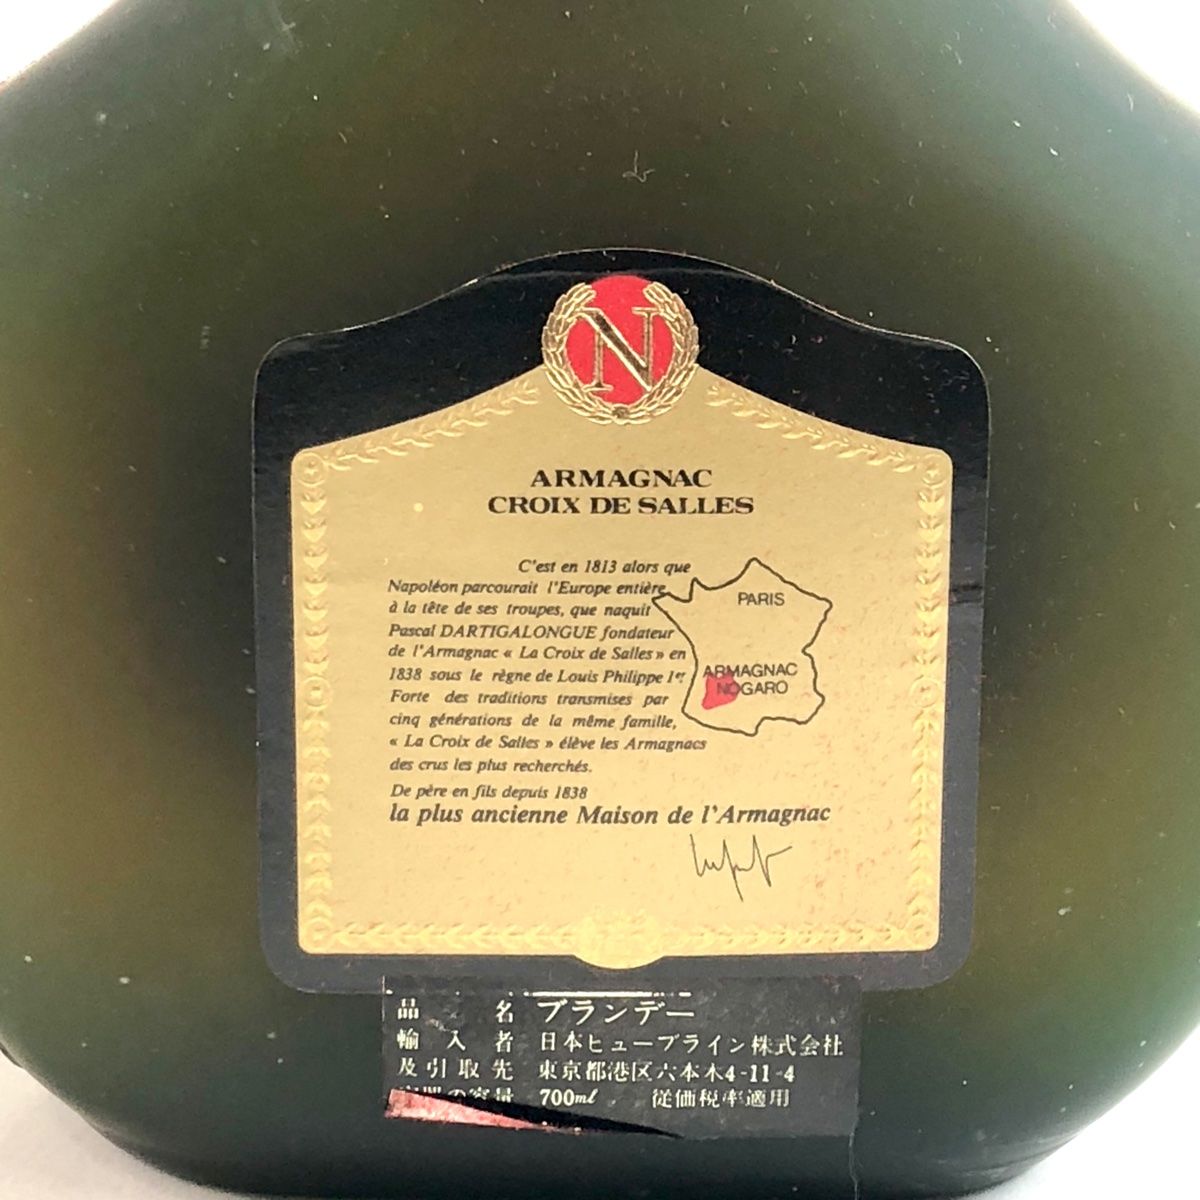 N
ARMAGNAC
CROIX DE SALLES
C'est en 1813 alors que
Napoléon parcourait l'Europe entière
à la tête de ses troupes, que naquit
Pascal DARTIGALONGUE fondateur
de l'Armagnac « La Croix de Salles » en
1838 sous le règne de Louis Philippe 1er
Forte des traditions transmises par
cinq générations de la même famille,
« La Croix de Salles » élève les Armagnacs
des crus les plus recherchés.
PARIS
ARMAGNAC
NOGARO
De père en fils depuis 1838
la plus ancienne Maison de l'Armagnac
品名 ブランデー
輸入者 日本ヒューブライン株式会社
及引取先 東京都港区六本木4-11-4
の容量 700ml 従価税率適用